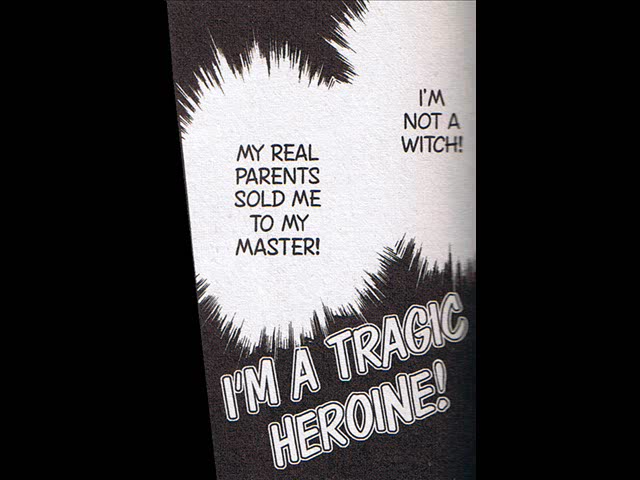 I'M
NOT A
WITCH!
MY REAL
PARENTS
SOLD ME
TO MY
MASTER!
I'M A TRAGIC
HEROINE!